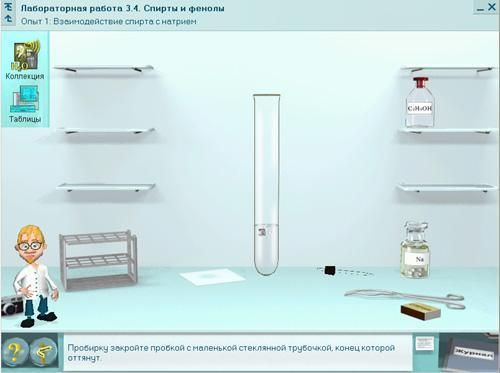 Лабораторная работа 3.4. Спирты и фенолы
Опыт 1: Взаимодействие спирта с натрием
Коллекция
Таблицы
C₂H₅OH
Na
Пробирку закройте пробкой с маленькой стеклянной трубочкой, конец которой
оттянут.
Журнал